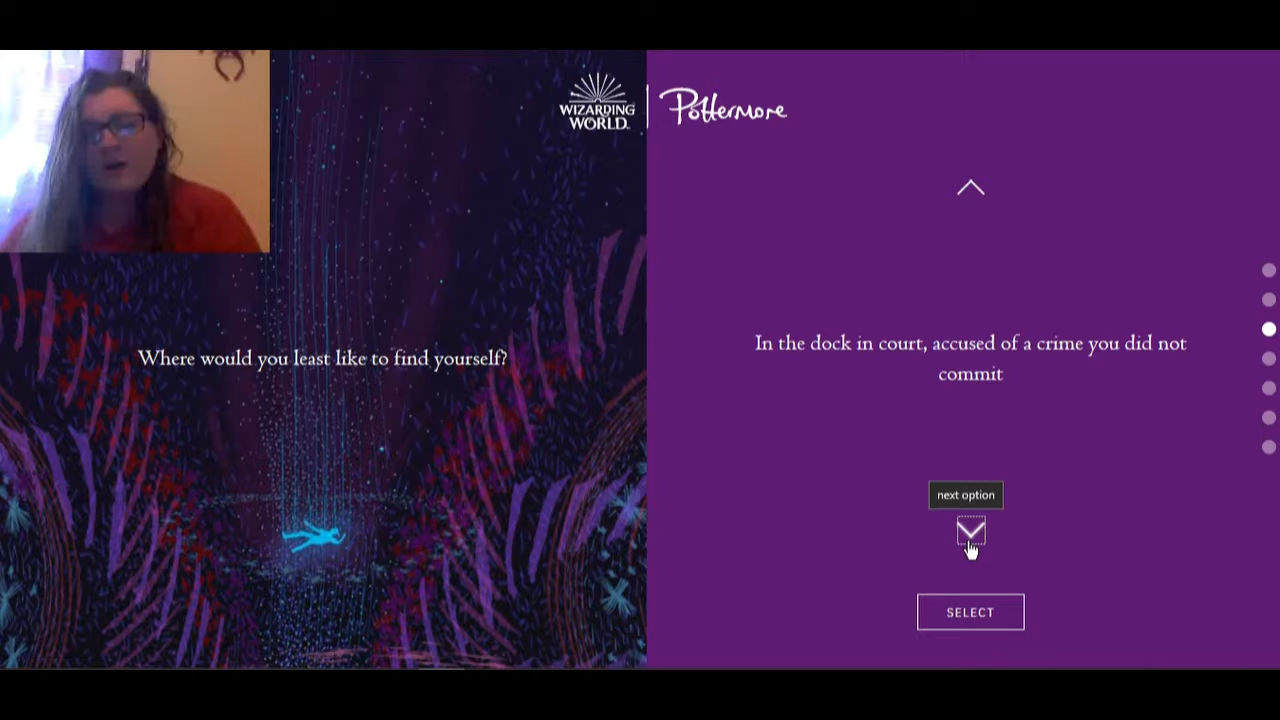 WIZARDING
WORLD
Pottermore
Where would you least like to find yourself?
In the dock in court, accused of a crime you did not
commit
next option
SELECT